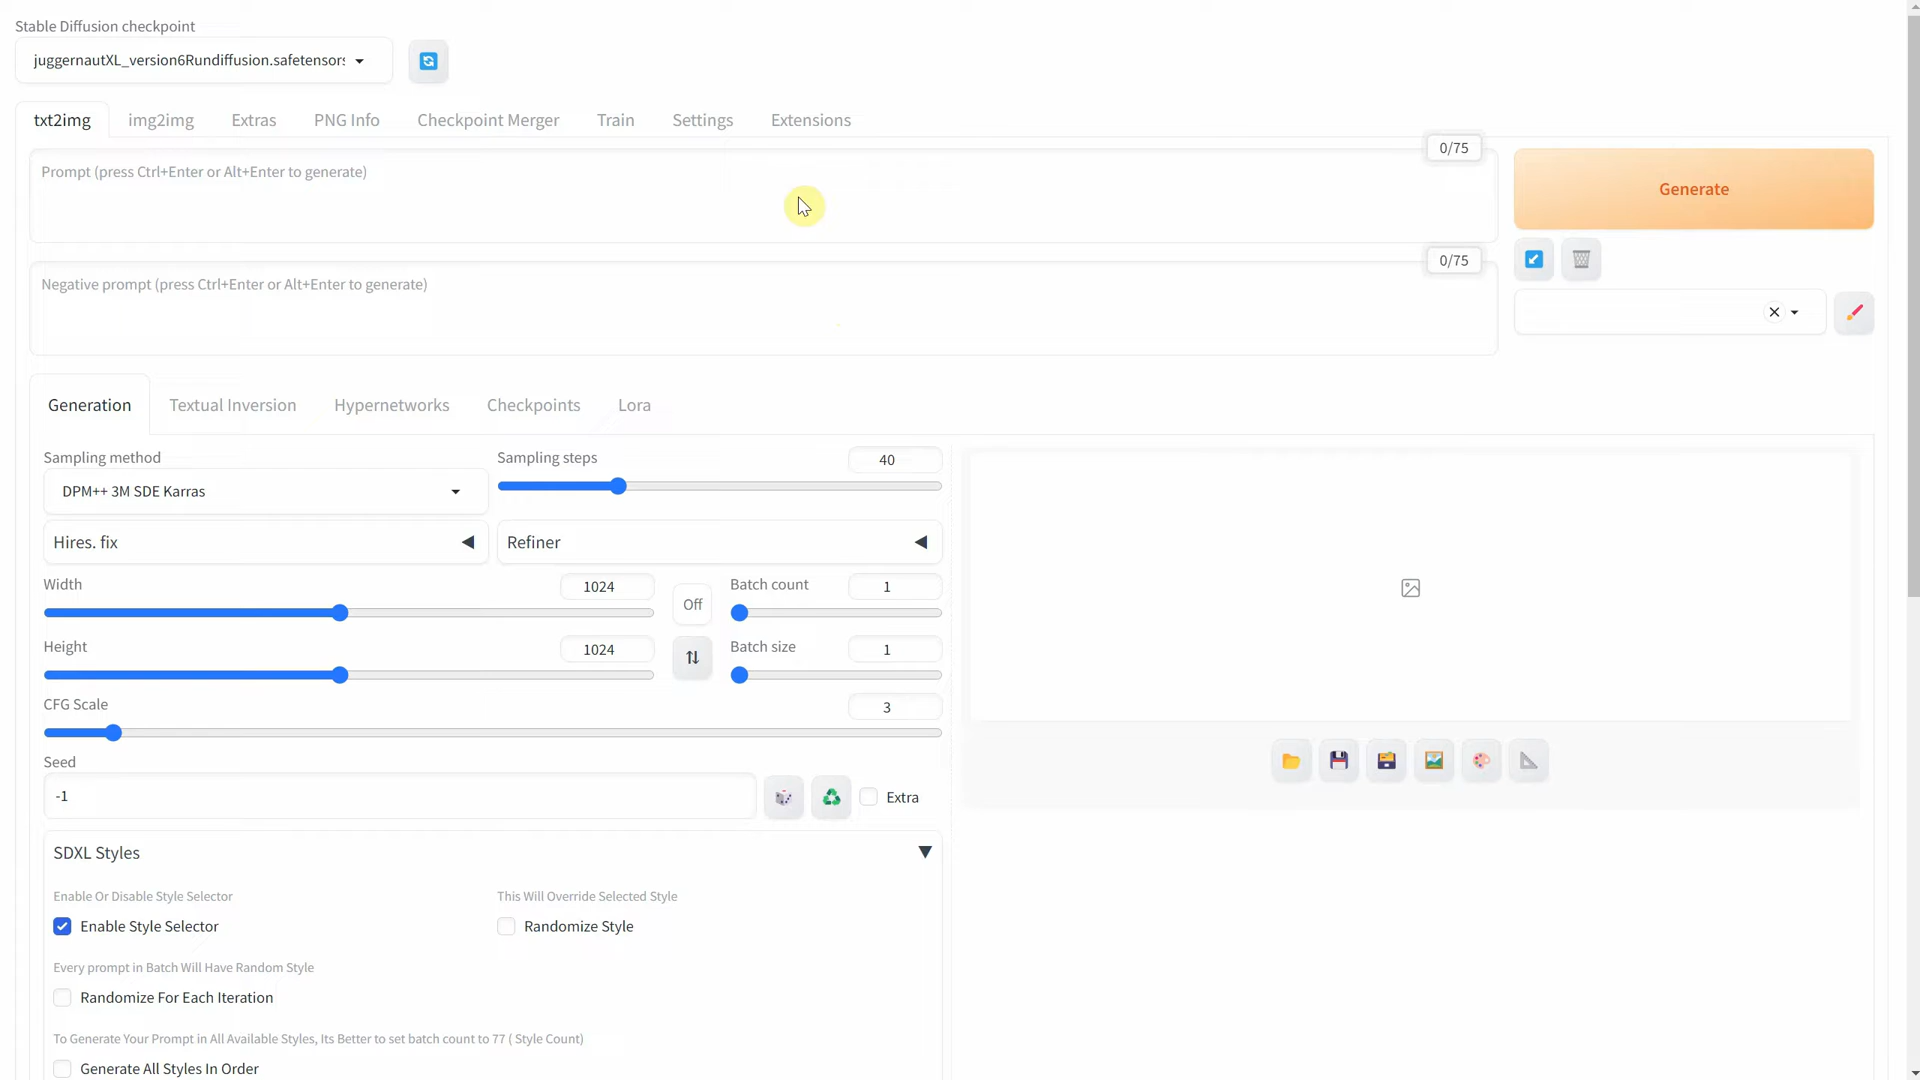 Stable Diffusion checkpoint
juggernautXL_version6Rundiffusion.safetensors
txt2img img2img Extras PNG Info Checkpoint Merger Train Settings Extensions
0/75
Prompt (press Ctrl+Enter or Alt+Enter to generate)
Generate
0/75
Negative prompt (press Ctrl+Enter or Alt+Enter to generate)
Generation Textual Inversion Hypernetworks Checkpoints Lora
Sampling method
DPM++ 3M SDE Karras
Sampling steps 40
Hires. fix
Refiner
Width 1024
Off
Batch count 1
Height 1024
Batch size 1
CFG Scale 3
Seed
-1
Extra
SDXL Styles
Enable Or Disable Style Selector
Enable Style Selector
This Will Override Selected Style
Randomize Style
Every prompt in Batch Will Have Random Style
Randomize For Each Iteration
To Generate Your Prompt in All Available Styles, Its Better to set batch count to 77 ( Style Count)
Generate All Styles In Order